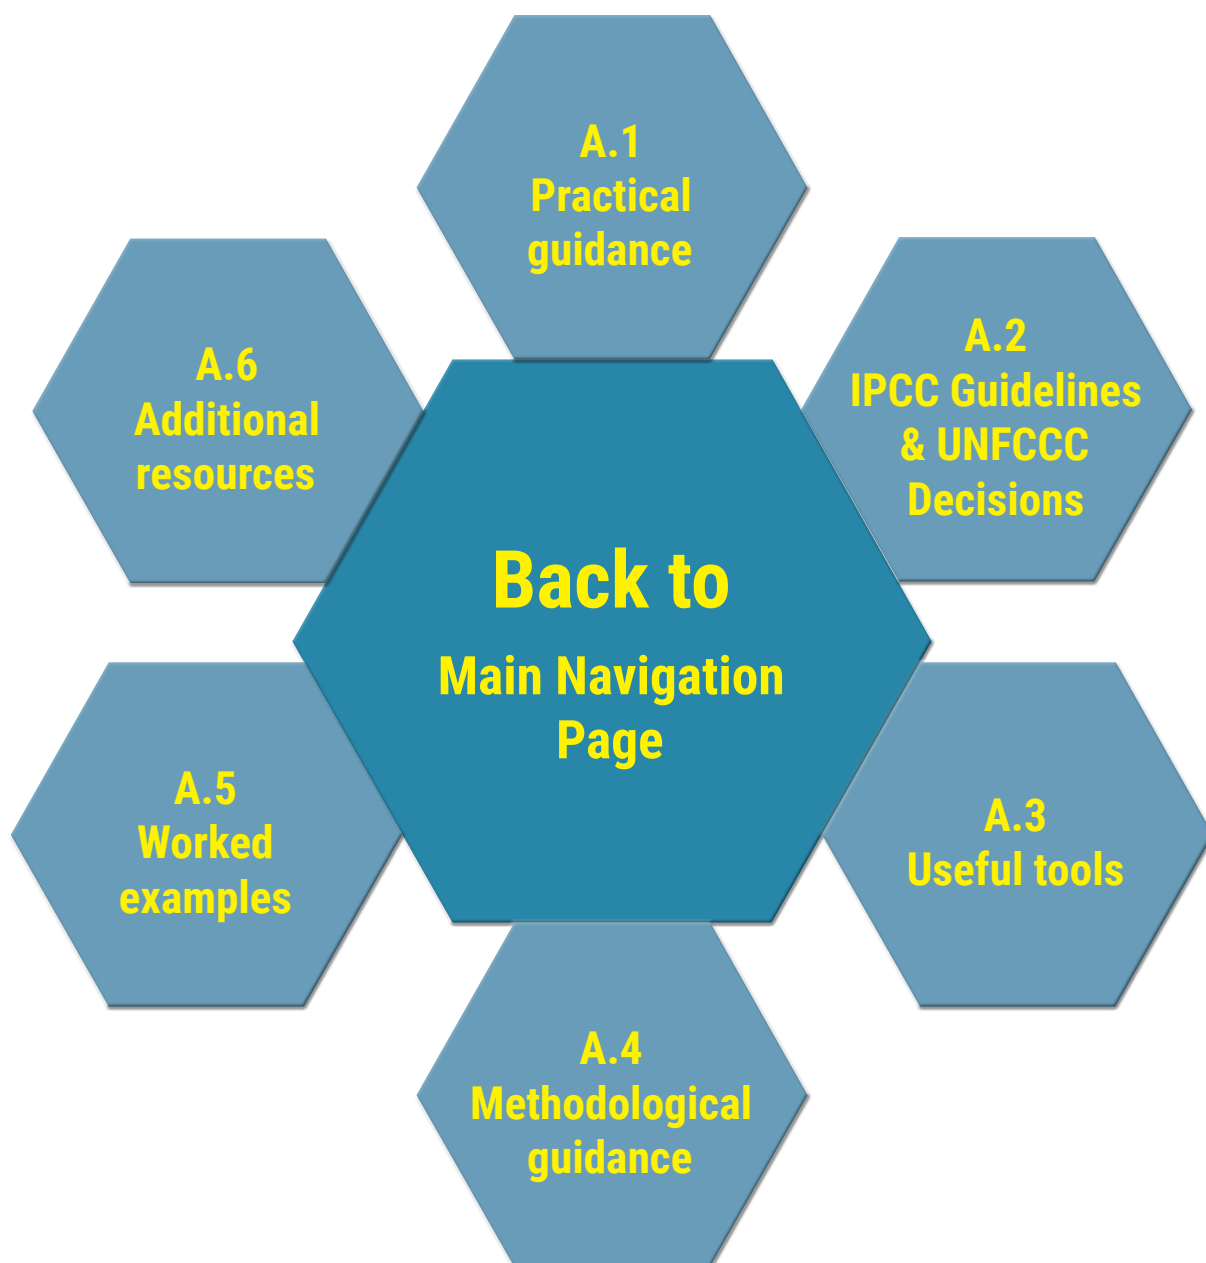 A.1
Practical
guidance
A.2
IPCC Guidelines
& UNFCCC
Decisions
A.6
Additional
resources
Back to
Main Navigation
Page
A.3
Useful tools
A.5
Worked
examples
A.4
Methodological
guidance